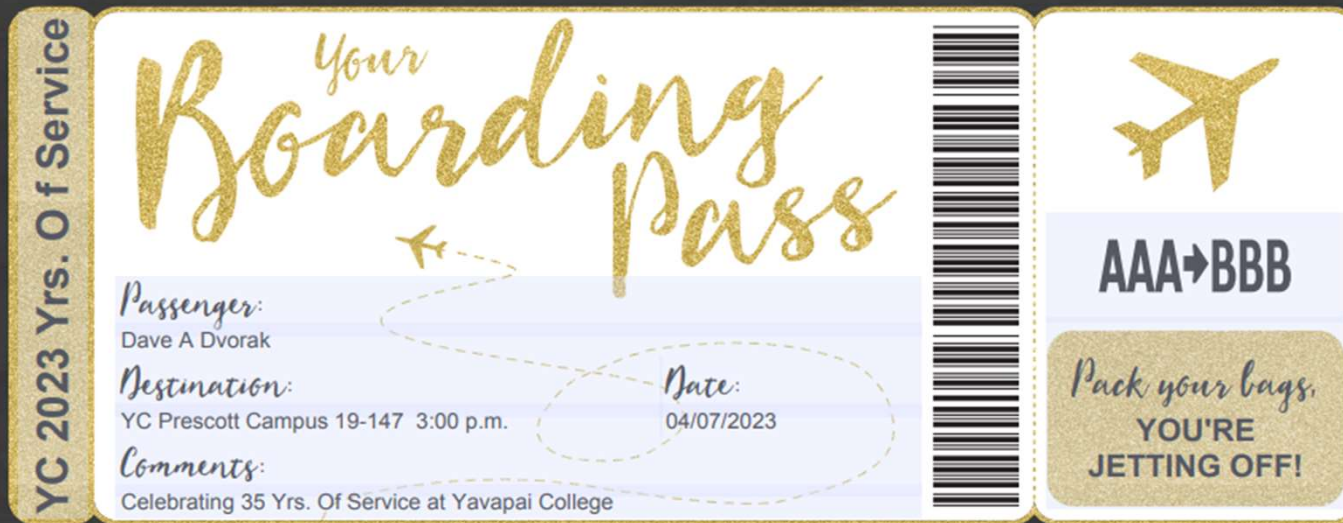 YC 2023 Yrs. O f Service
Your
Boarding
Pass
Passenger:
Dave A Dvorak
Destination:
YC Prescott Campus 19-147 3:00 p.m.
Date:
04/07/2023
Comments:
Celebrating 35 Yrs. Of Service at Yavapai College
AAA➔BBB
Pack your bags,
YOU'RE
JETTING OFF!